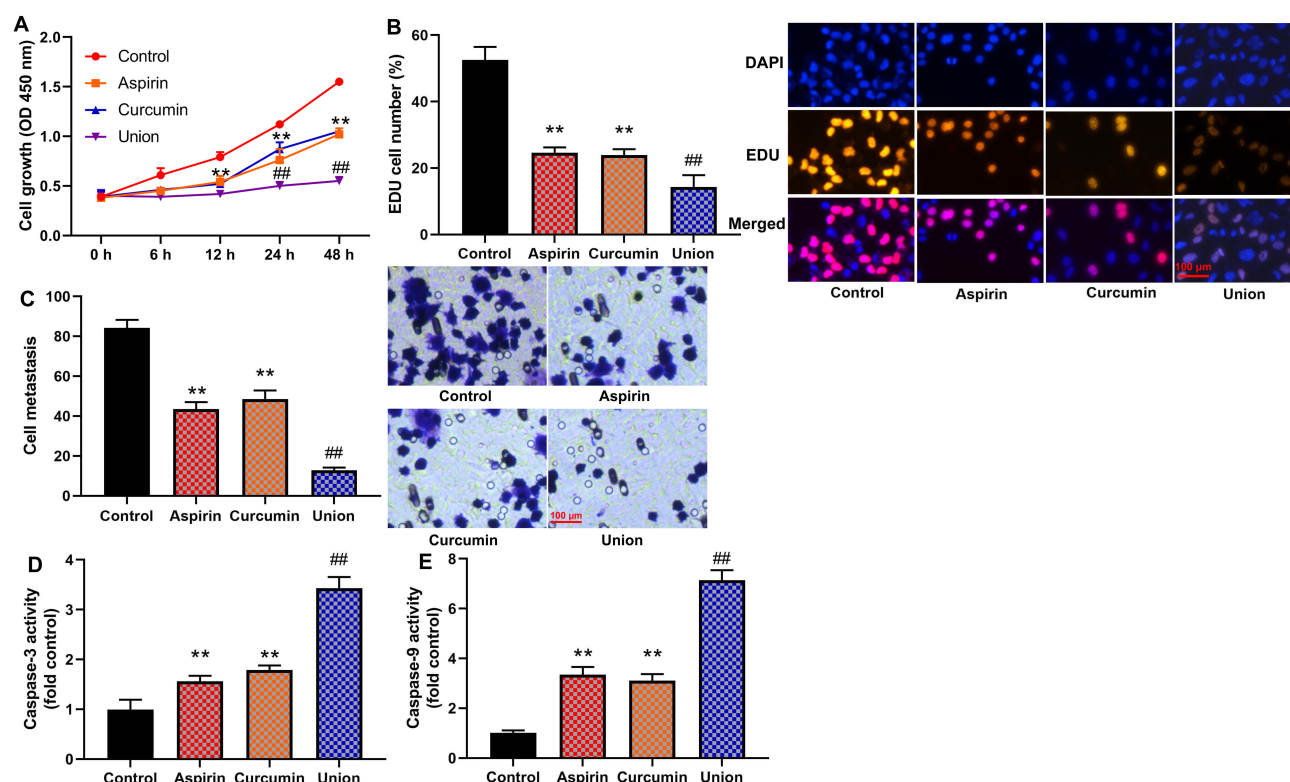 A
Cell growth (OD 450 nm)
2.0
1.5
1.0
0.5
0.0
Control
Aspirin
Curcumin
Union
**
**
**
##
##
0 h
6 h
12 h
24 h
48 h
B
EDU cell number (%)
60
40
20
0
**
**
##
Control
Aspirin
Curcumin
Union
DAPI
EDU
Merged
100 μm
Control
Aspirin
Curcumin
Union
C
Cell metastasis
100
80
60
40
20
0
**
**
##
Control
Aspirin
Curcumin
Union
Control
Aspirin
100 μm
Curcumin
Union
D
Caspase-3 activity
(fold control)
4
3
2
1
0
**
**
##
Control
Aspirin
Curcumin
Union
E
Caspase-9 activity
(fold control)
8
6
4
2
0
**
**
##
Control
Aspirin
Curcumin
Union